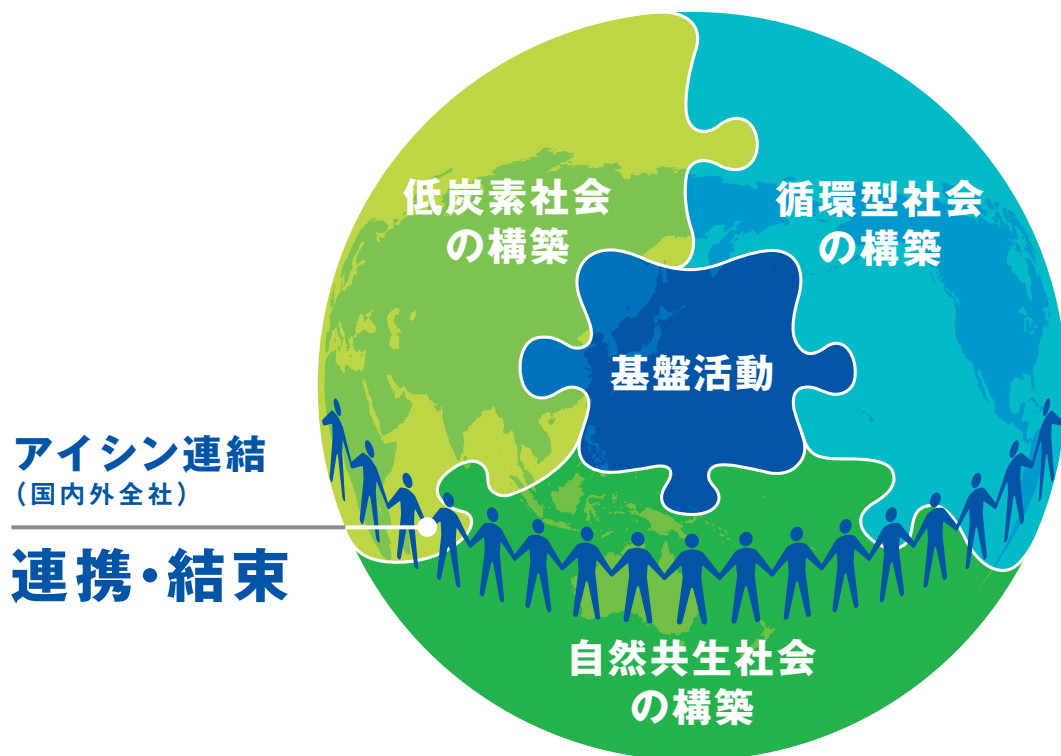 低炭素社会
の構築
循環型社会
の構築
基盤活動
アイシン連結
(国内外全社)
連携・結束
自然共生社会
の構築